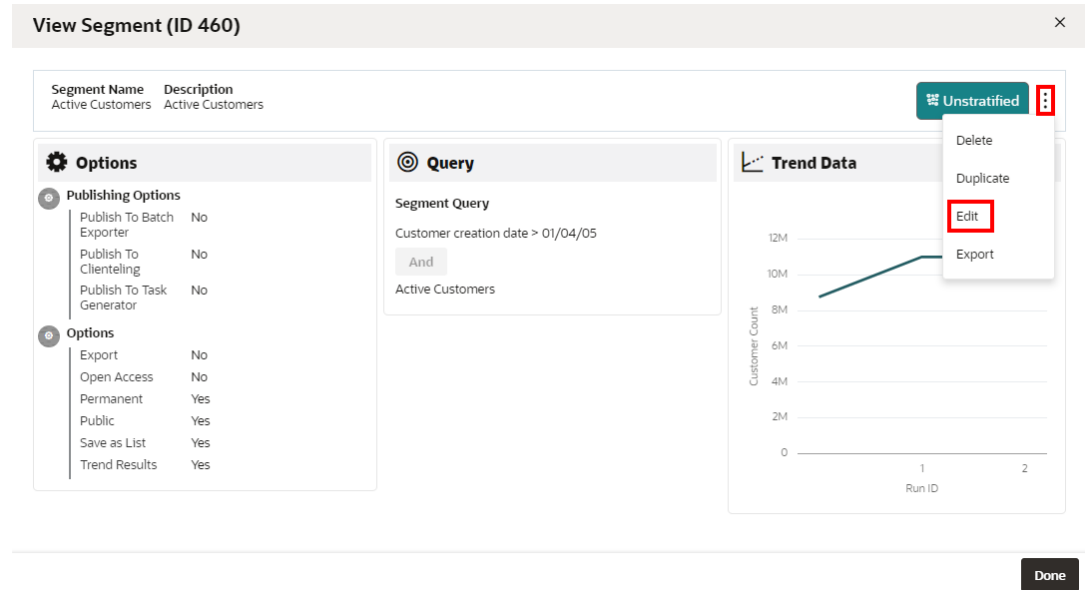 View Segment (ID 460)
×
Segment Name Description
Active Customers Active Customers
Unstratified
Delete
Duplicate
Edit
Export
Options
Publishing Options
Publish To Batch No
Exporter
Publish To No
Clienteling
Publish To Task No
Generator
Options
Export No
Open Access No
Permanent Yes
Public Yes
Save as List Yes
Trend Results Yes
Query
Segment Query
Customer creation date > 01/04/05
And
Active Customers
Trend Data
12M
10M
8M
6M
4M
2M
0
Customer Count
1 2
Run ID
Done